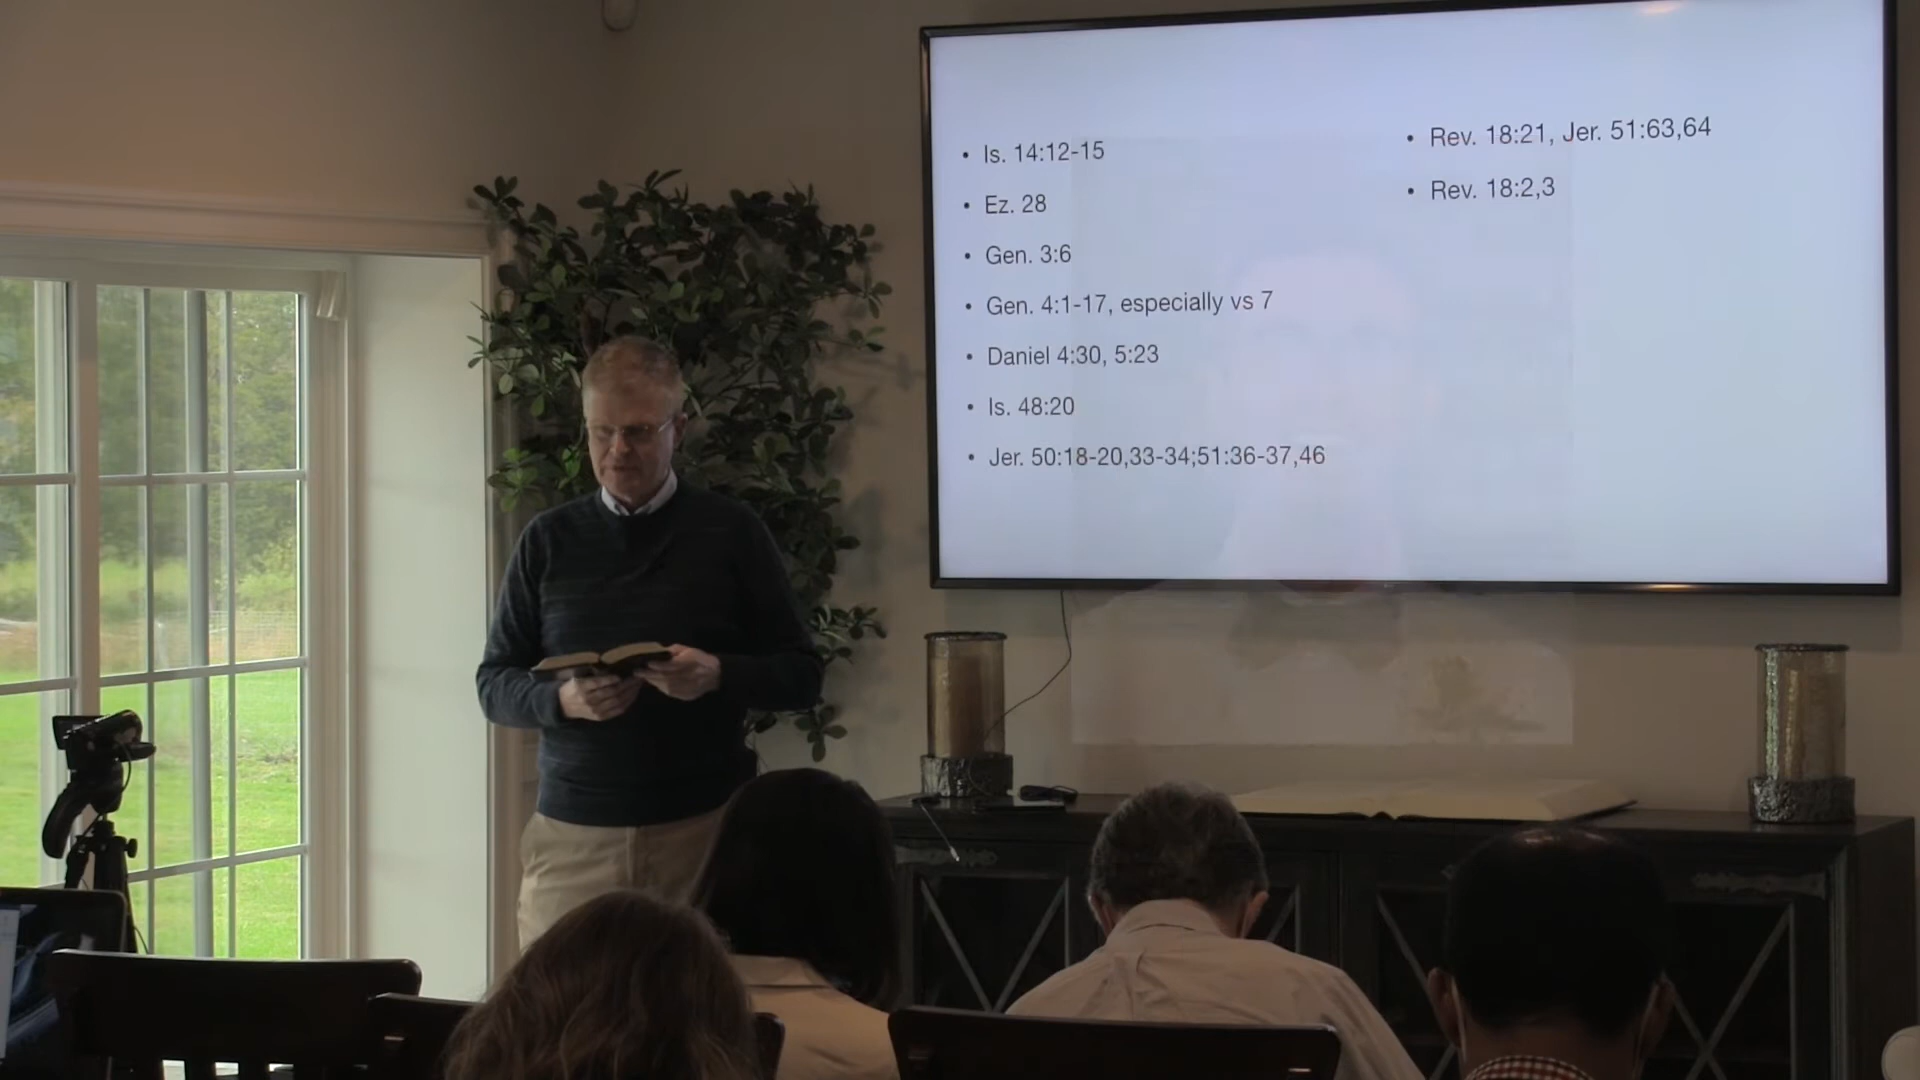 • Is. 14:12-15
• Ez. 28
• Gen. 3:6
• Gen. 4:1-17, especially vs 7
• Daniel 4:30, 5:23
• Is. 48:20
• Jer. 50:18-20,33-34;51:36-37,46
• Rev. 18:21, Jer. 51:63,64
• Rev. 18:2,3